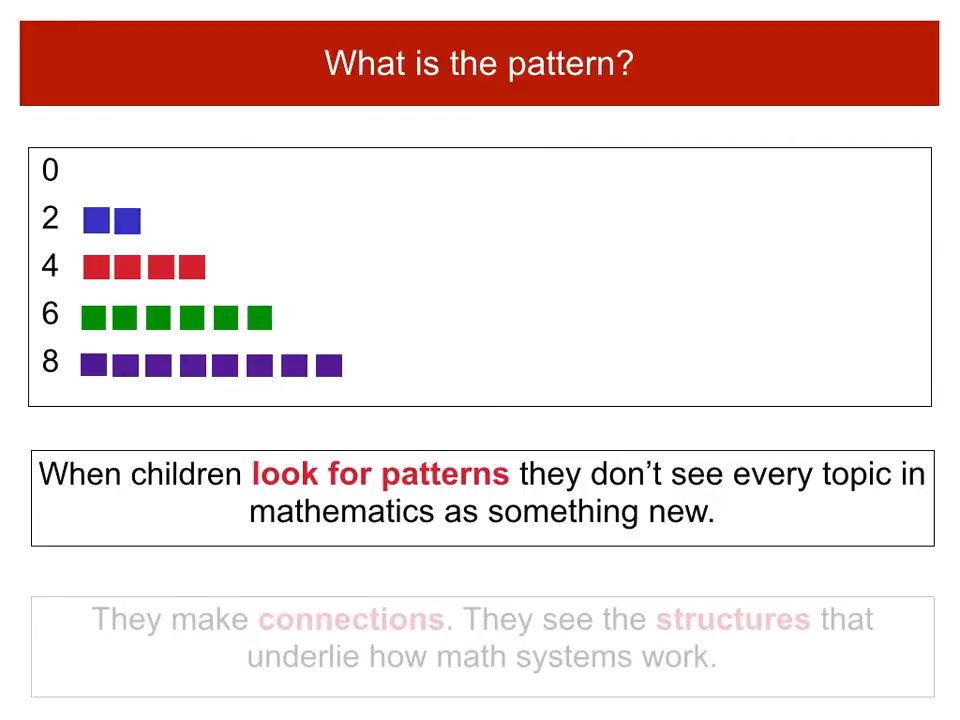 What is the pattern?
0
2
4
6
8
When children look for patterns they don’t see every topic in
mathematics as something new.
They make connections. They see the structures that
underlie how math systems work.